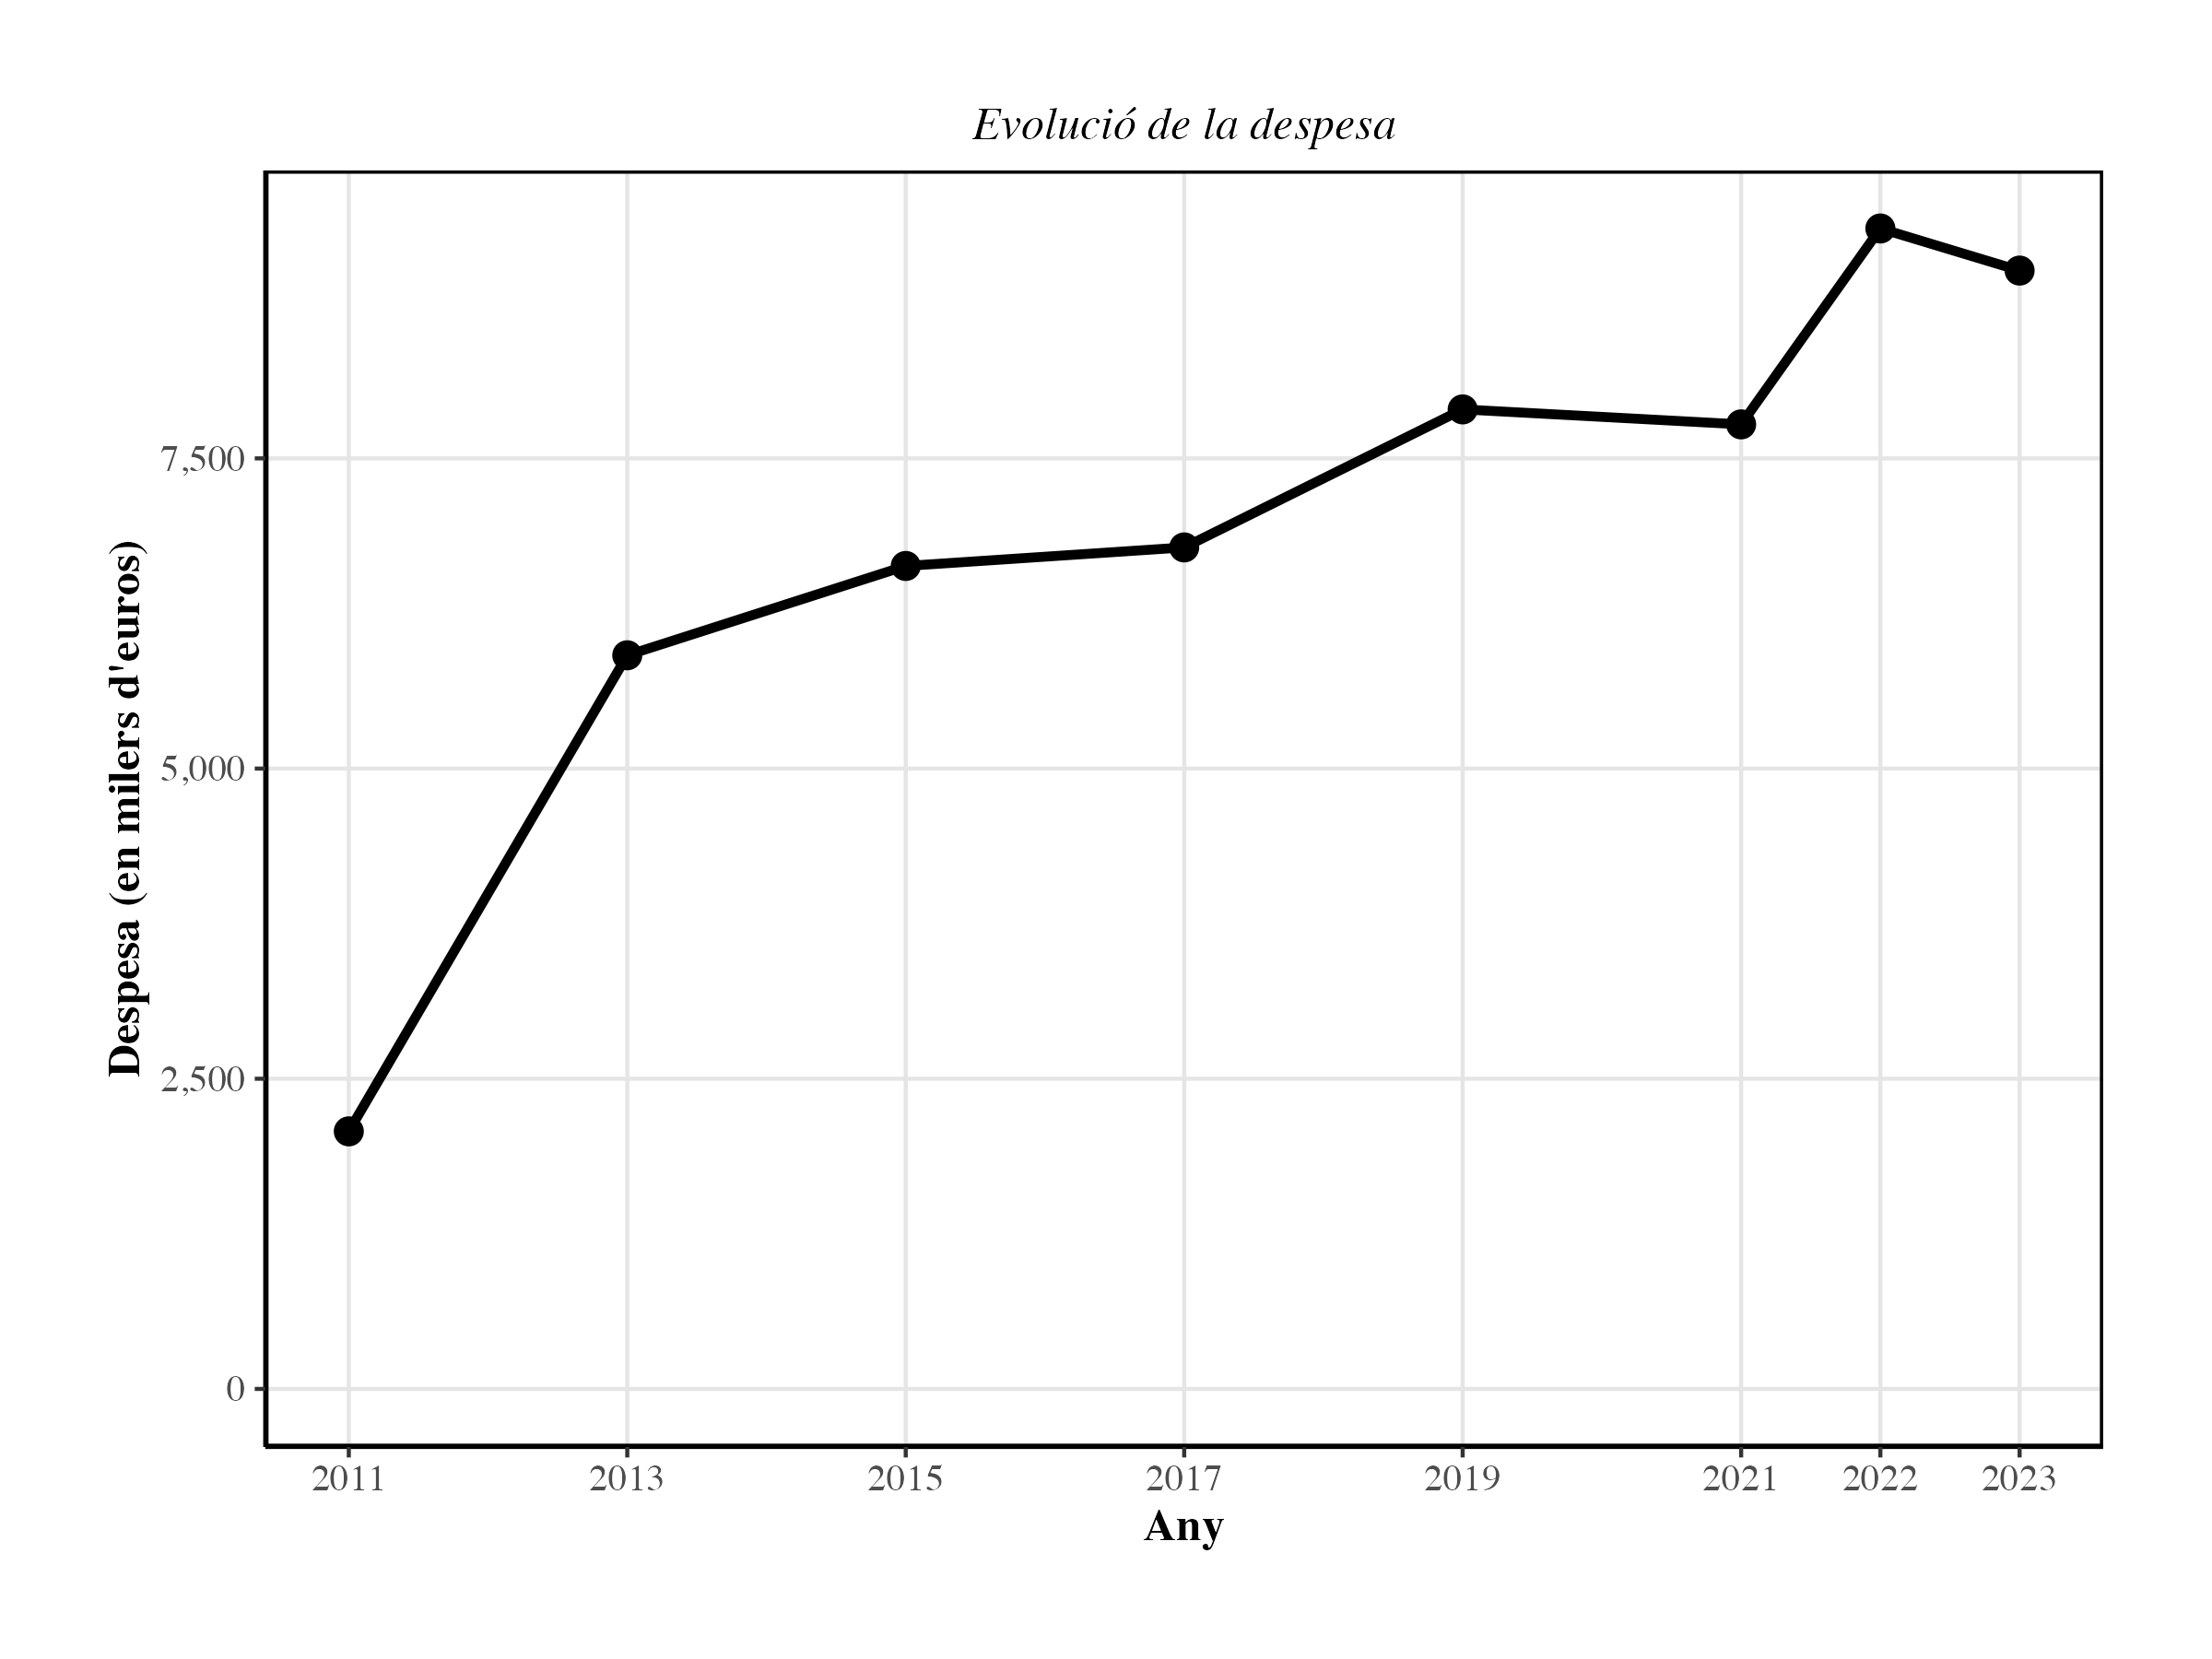 Evolució de la despesa
Despesa (en milers d'euros)
7,500
5,000
2,500
0
2011 2013 2015 2017 2019 2021 2022 2023
Any